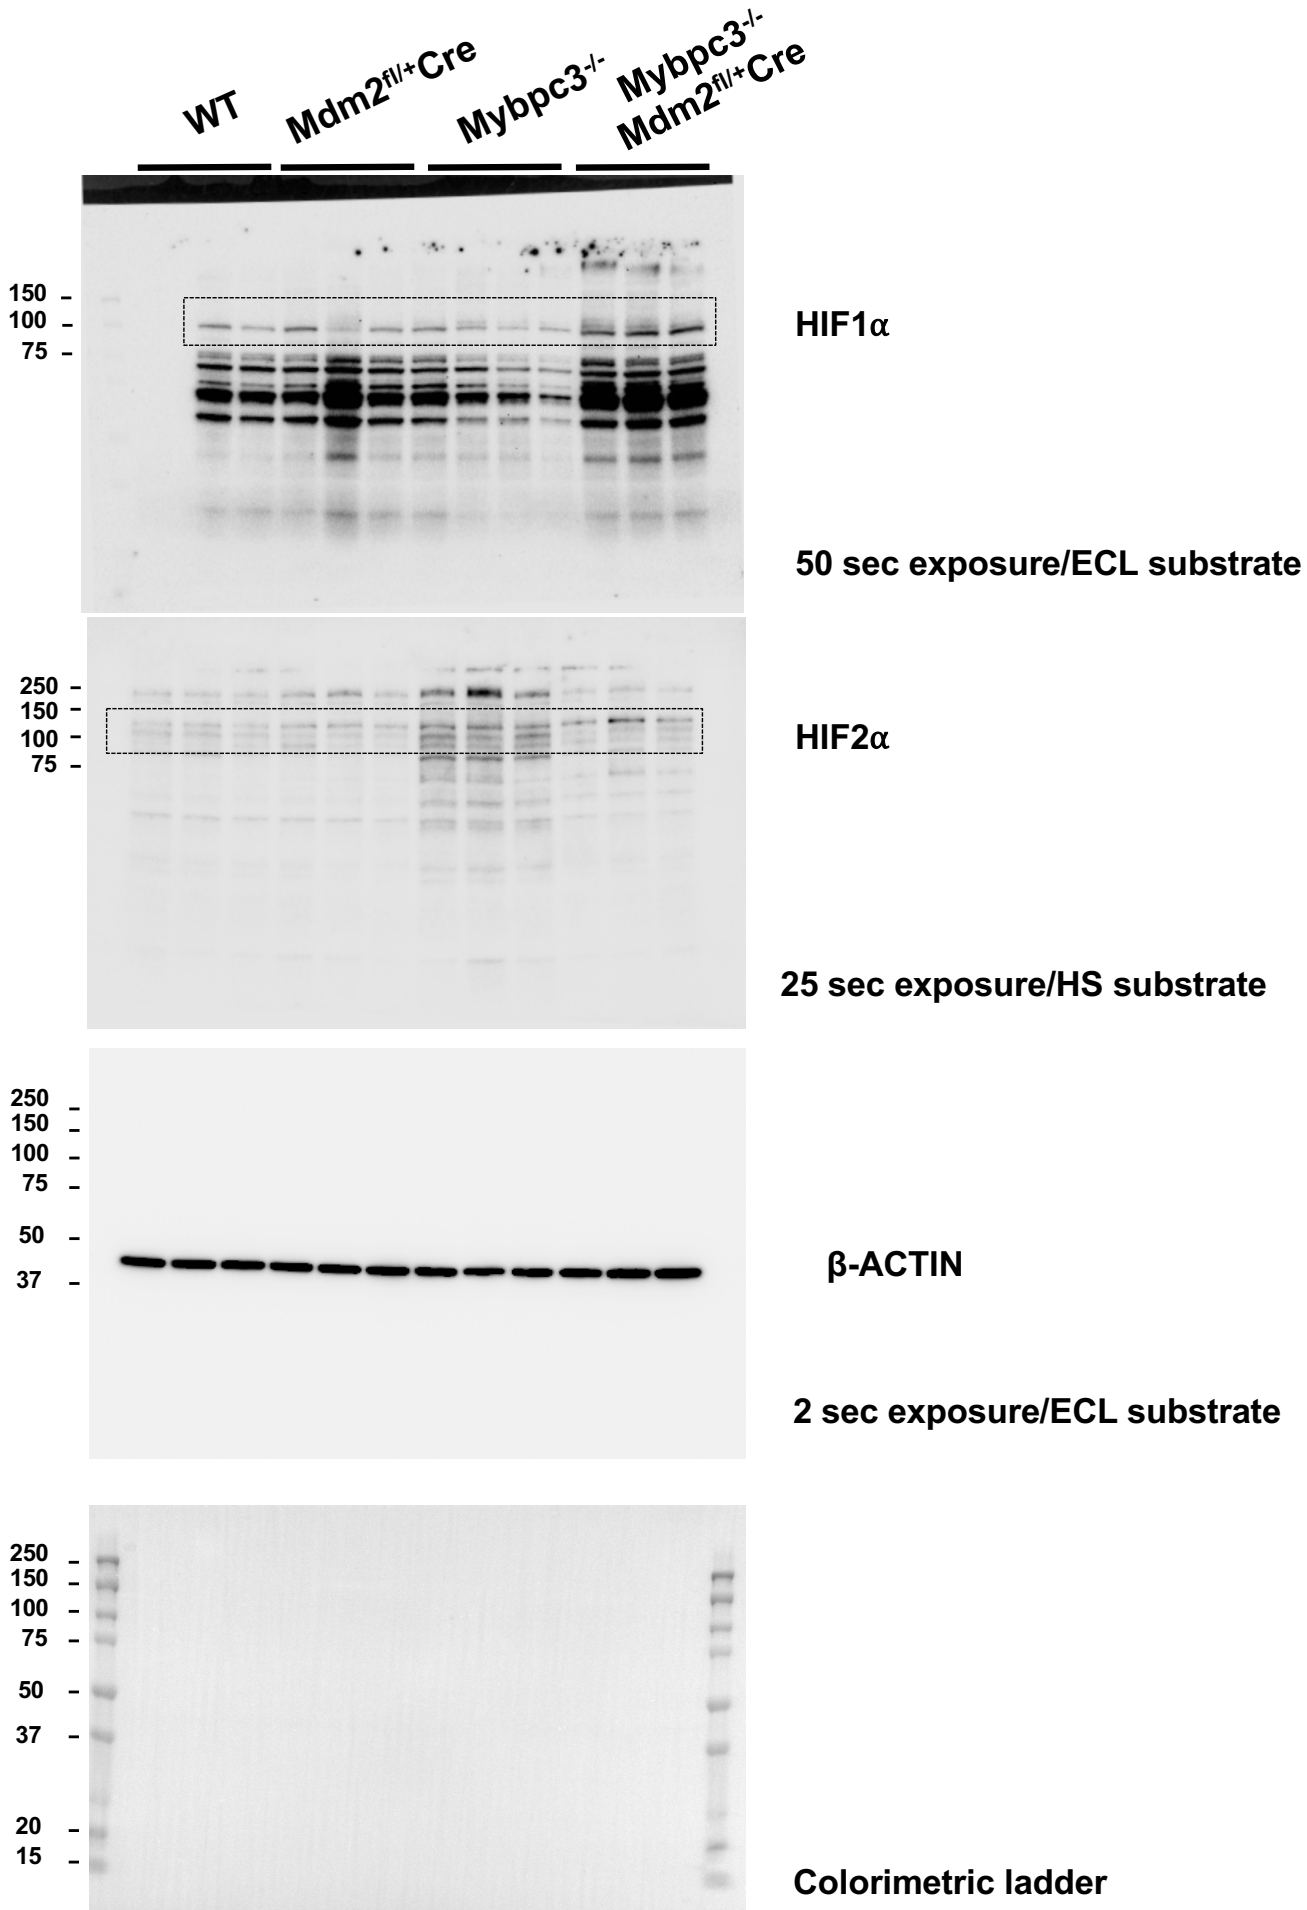 WT
Mdm2fl/+Cre
Mybpc3-/-
Mybpc3-/-
Mdm2fl/+Cre
150 -
100 -
75 -
HIF1α
50 sec exposure/ECL substrate
250 -
150 -
100 -
75 -
HIF2α
25 sec exposure/HS substrate
250 -
150 -
100 -
75 -
50 -
37 -
β-ACTIN
2 sec exposure/ECL substrate
250 -
150 -
100 -
75 -
50 -
37 -
20 -
15 -
Colorimetric ladder